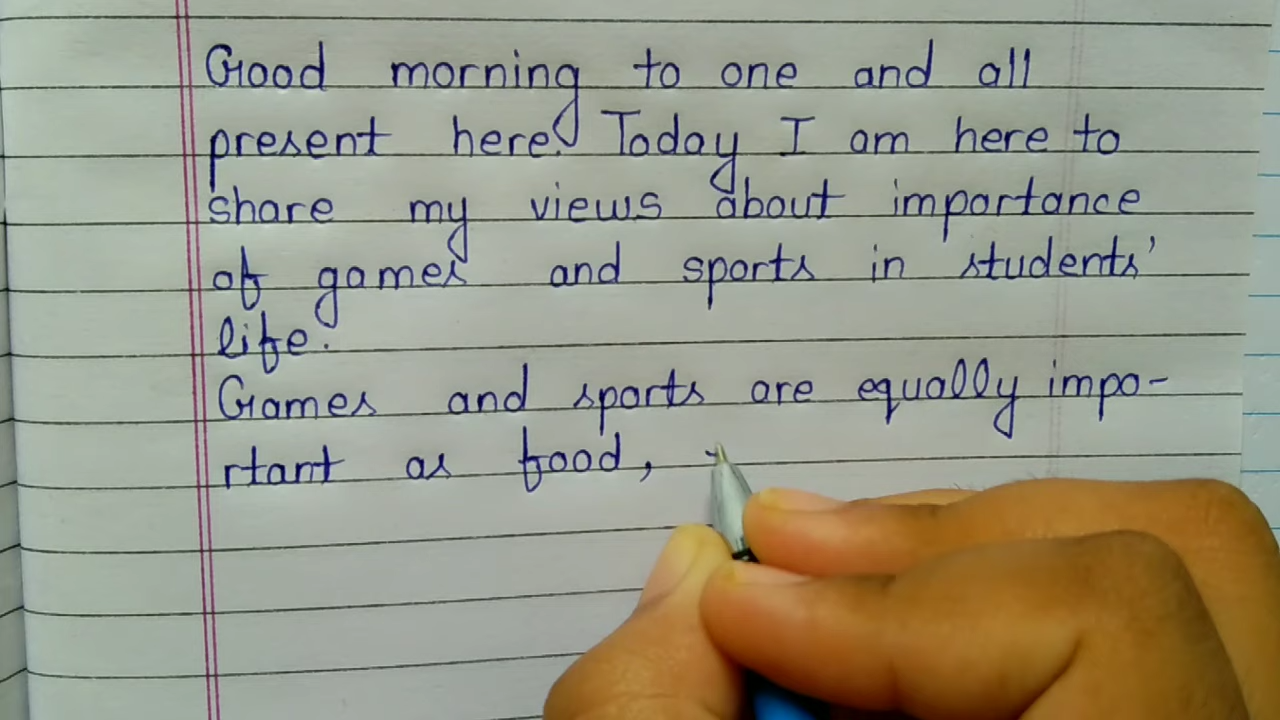 Good morning to one and all
present here. Today I am here to
share my views about importance
of games and sports in students'
life.
Games and sports are equally impo-
rtant as food,